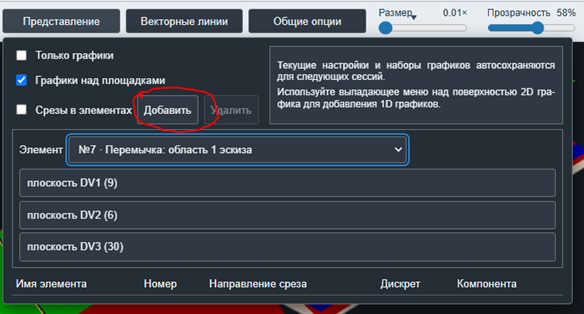 Представление Векторные линии Общие опции Размер 0.01× Прозрачность 58%
Только графики
Графики над площадками
Срезы в элементах Добавить Удалить
Текущие настройки и наборы графиков автосохраняются
для следующих сессий.
Используйте выпадающее меню над поверхностью 2D гра-
фика для добавления 1D графиков.
Элемент №7 · Перемычка: область 1 эскиза
плоскость DV1 (9)
плоскость DV2 (6)
плоскость DV3 (30)
Имя элемента Номер Направление среза Дискрет Компонента